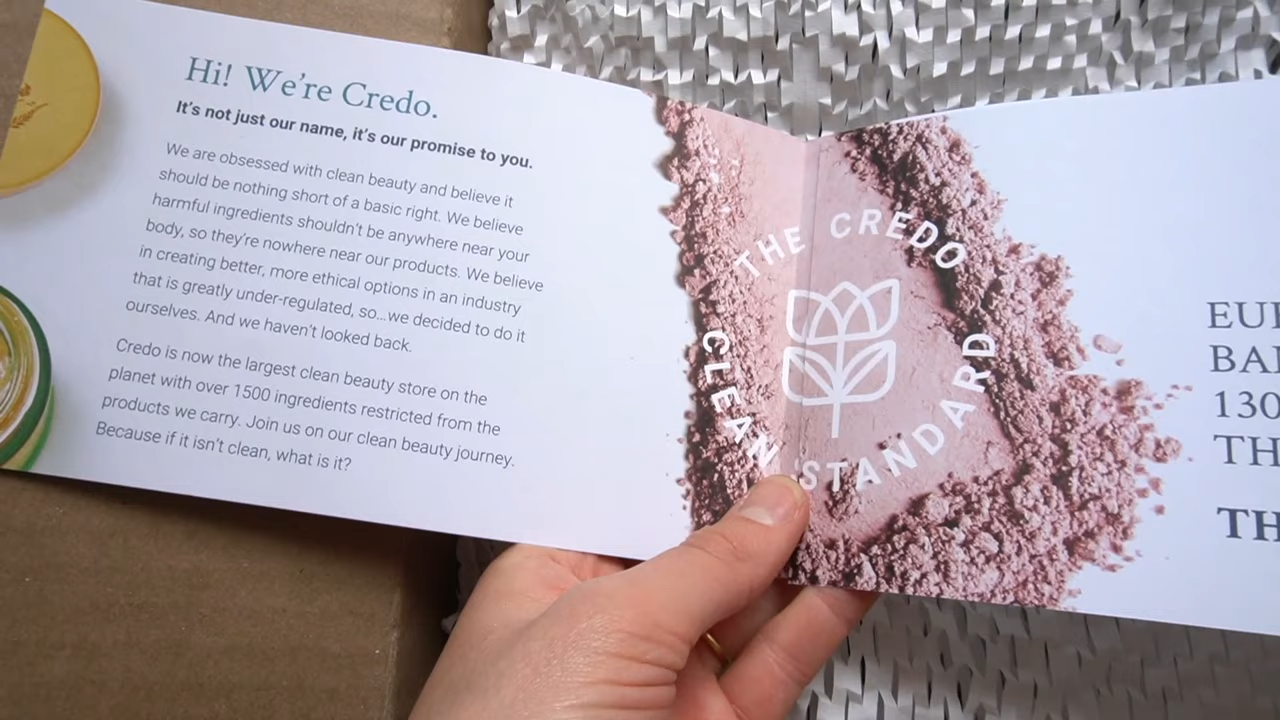 Hi! We're Credo.
It's not just our name, it's our promise to you.
We are obsessed with clean beauty and believe it
should be nothing short of a basic right. We believe
harmful ingredients shouldn't be anywhere near your
body, so they're nowhere near our products. We believe
in creating better, more ethical options in an industry
that is greatly under-regulated, so...we decided to do it
ourselves. And we haven't looked back.
Credo is now the largest clean beauty store on the
planet with over 1500 ingredients restricted from the
products we carry. Join us on our clean beauty journey.
Because if it isn't clean, what is it?
THE CREDO
CLEAN STANDARD
130